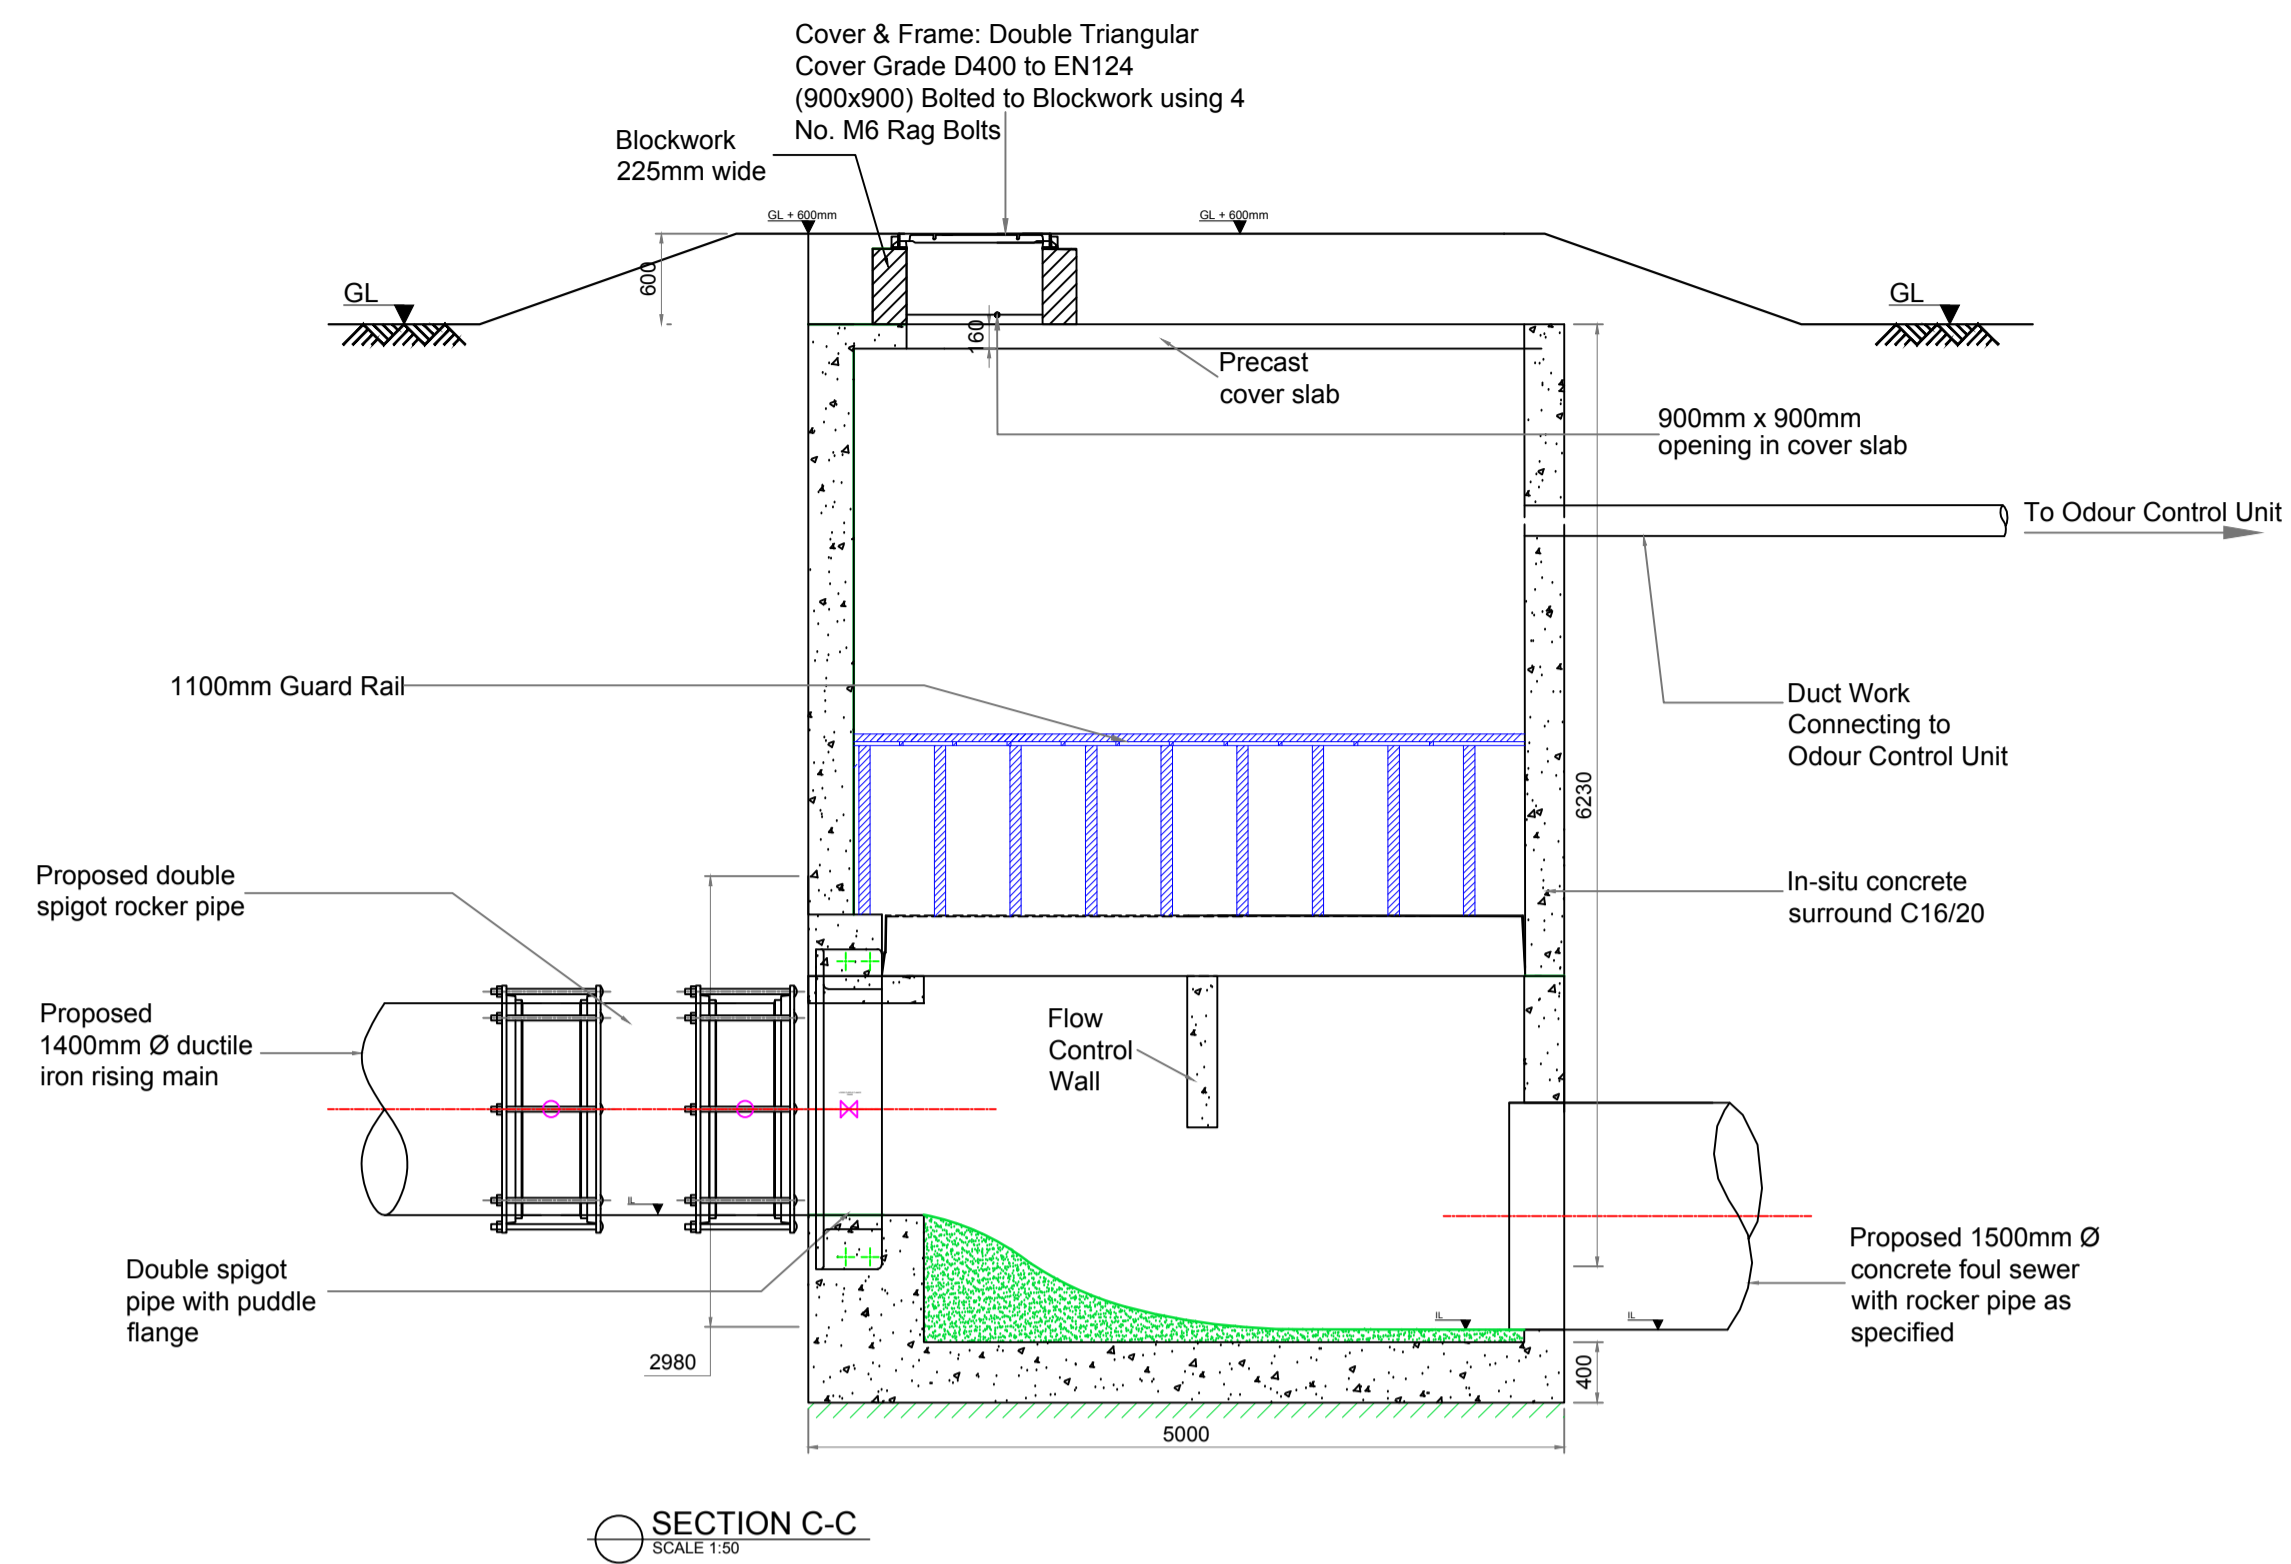 Cover & Frame: Double Triangular
Cover Grade D400 to EN124
(900x900) Bolted to Blockwork using 4
No. M6 Rag Bolts
Blockwork
225mm wide
GL + 600mm
GL + 600mm
600
GL
GL
160
Precast
cover slab
900mm x 900mm
opening in cover slab
To Odour Control Unit
1100mm Guard Rail
Duct Work
Connecting to
Odour Control Unit
6230
Proposed double
spigot rocker pipe
In-situ concrete
surround C16/20
Proposed
1400mm Ø ductile
iron rising main
Flow
Control
Wall
IL
Double spigot
pipe with puddle
flange
IL
IL
Proposed 1500mm Ø
concrete foul sewer
with rocker pipe as
specified
2980
400
5000
SECTION C-C
SCALE 1:50